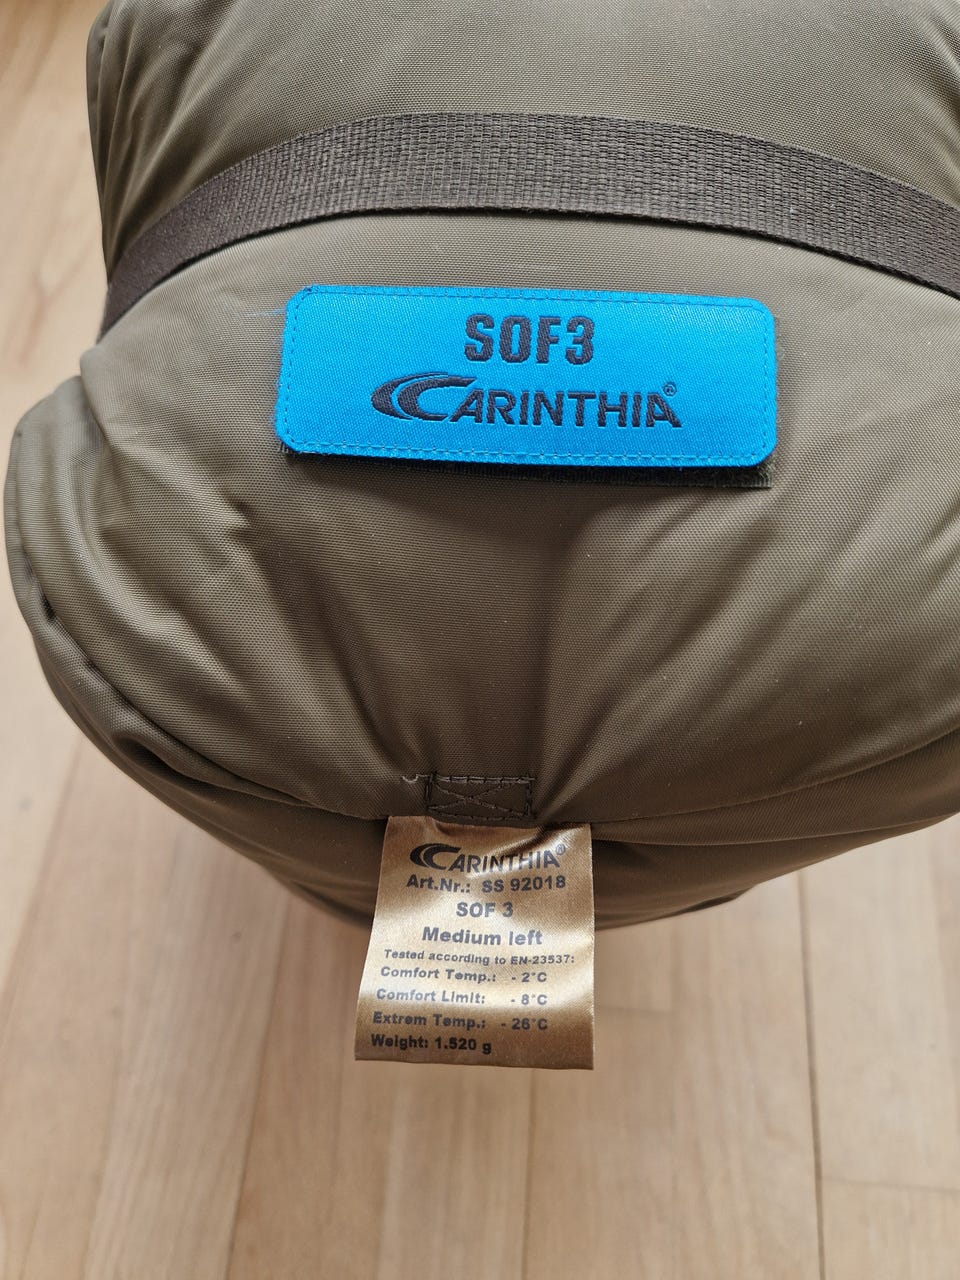 SOF3
CARINTHIA®
CARINTHIA®
Art.Nr.: SS 92018
SOF 3
Medium left
Tested according to EN-23537:
Comfort Temp.: - 2°C
Comfort Limit: - 8°C
Extrem Temp.: - 26°C
Weight: 1.520 g